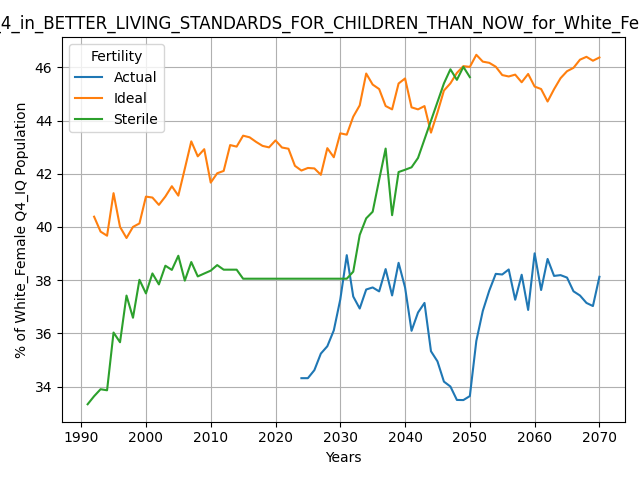 _4_in_BETTER_LIVING_STANDARDS_FOR_CHILDREN_THAN_NOW_for_White_Fe
Fertility
Actual
Ideal
Sterile
% of White_Female Q4_IQ Population
46
44
42
40
38
36
34
1990 2000 2010 2020 2030 2040 2050 2060 2070
Years